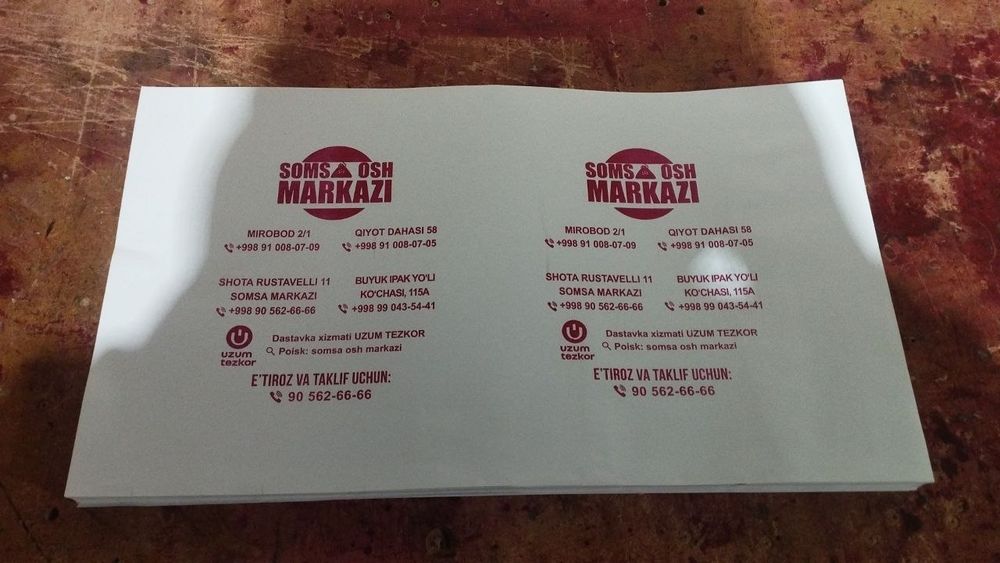 SOMSA OSH
MARKAZI
MIROBOD 2/1
+998 91 008-07-09
QIYOT DAHASI 58
+998 91 008-07-05
SHOTA RUSTAVELLI 11
SOMSA MARKAZI
+998 90 562-66-66
BUYUK IPAK YO'LI
KO'CHASI, 115A
+998 99 043-54-41
uzum
tezkor
Dastavka xizmati UZUM TEZKOR
Poisk: somsa osh markazi
E'TIROZ VA TAKLIF UCHUN:
90 562-66-66
SOMSA OSH
MARKAZI
MIROBOD 2/1
+998 91 008-07-09
QIYOT DAHASI 58
+998 91 008-07-05
SHOTA RUSTAVELLI 11
SOMSA MARKAZI
+998 90 562-66-66
BUYUK IPAK YO'LI
KO'CHASI, 115A
+998 99 043-54-41
uzum
tezkor
Dastavka xizmati UZUM TEZKOR
Poisk: somsa osh markazi
E'TIROZ VA TAKLIF UCHUN:
90 562-66-66